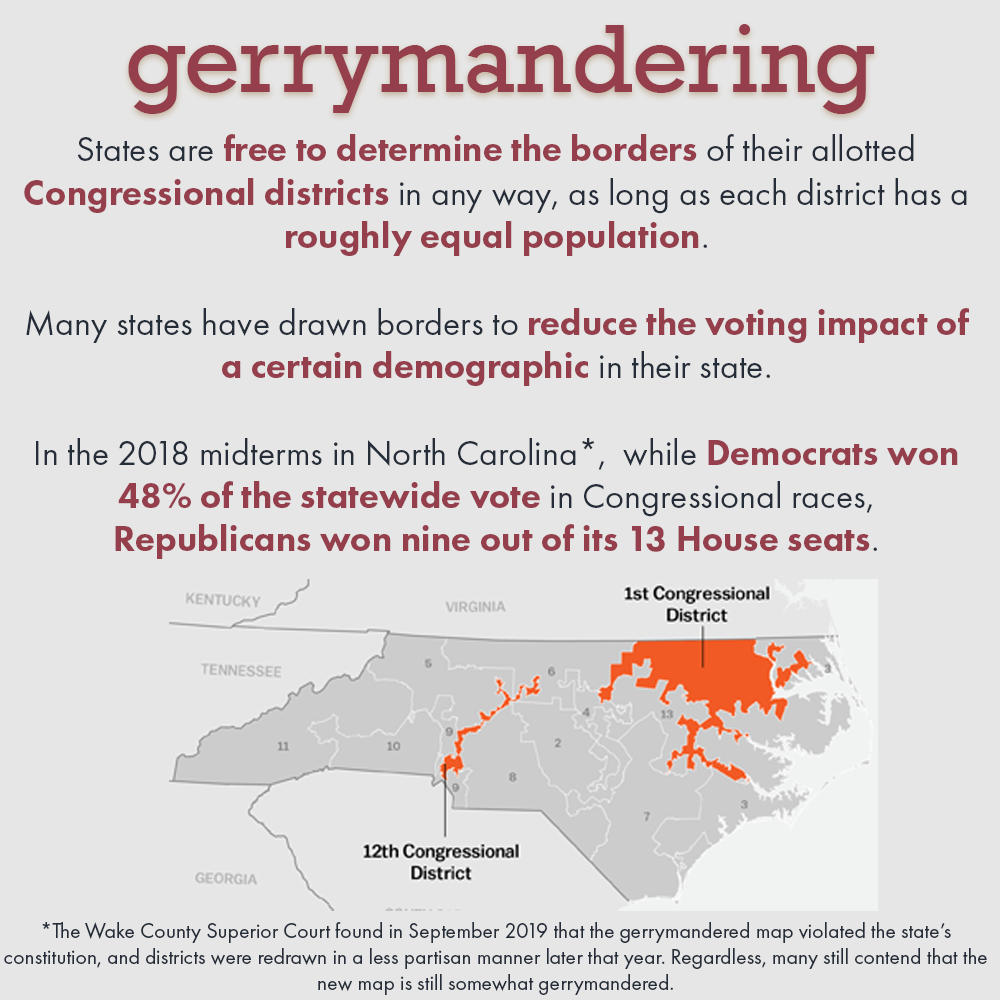 gerrymandering
States are free to determine the borders of their allotted
Congressional districts in any way, as long as each district has a
roughly equal population.
Many states have drawn borders to reduce the voting impact of
a certain demographic in their state.
In the 2018 midterms in North Carolina*, while Democrats won
48% of the statewide vote in Congressional races,
Republicans won nine out of its 13 House seats.
KENTUCKY
VIRGINIA
1st Congressional
District
TENNESSEE
5
6
3
4
13
9
11
10
2
8
9
7
3
12th Congressional
District
GEORGIA
*The Wake County Superior Court found in September 2019 that the gerrymandered map violated the state's
constitution, and districts were redrawn in a less partisan manner later that year. Regardless, many still contend that the
new map is still somewhat gerrymandered.